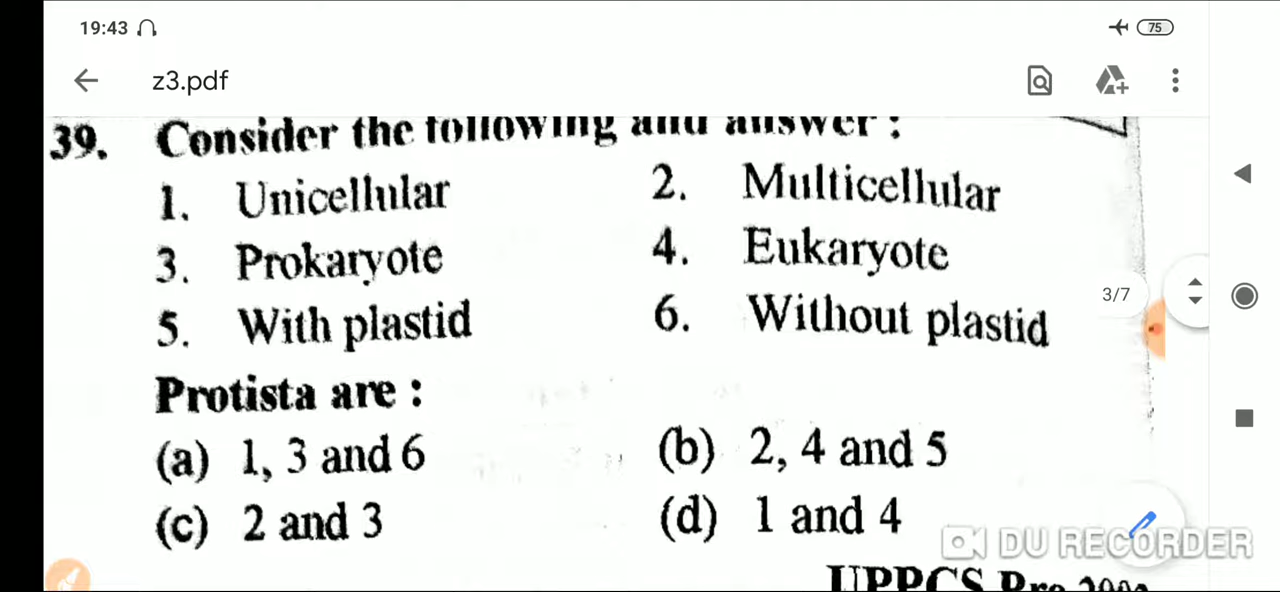 19:43
75
z3.pdf
39. Consider the following and answer :
1. Unicellular 2. Multicellular
3. Prokaryote 4. Eukaryote
3/7
5. With plastid 6. Without plastid
Protista are :
(a) 1, 3 and 6 (b) 2, 4 and 5
(c) 2 and 3 (d) 1 and 4
DU RECORDER
UPPCS Pre